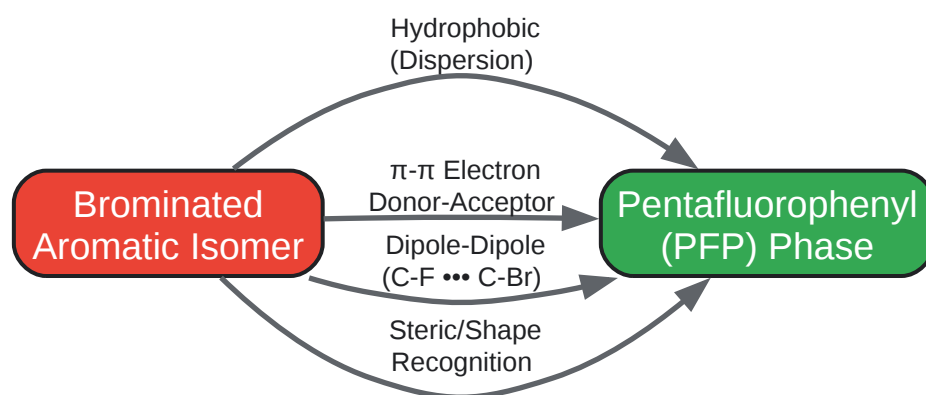 Hydrophobic
(Dispersion)
π-π Electron
Donor-Acceptor
Brominated
Aromatic Isomer
Pentafluorophenyl
(PFP) Phase
Dipole-Dipole
(C-F ••• C-Br)
Steric/Shape
Recognition